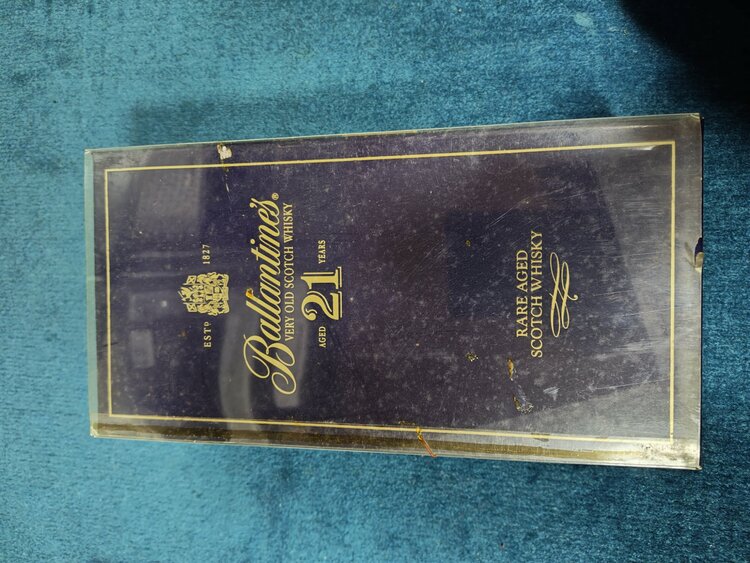 ESTD 1827
Ballantine's®
VERY OLD SCOTCH WHISKY
AGED 21 YEARS
RARE AGED
SCOTCH WHISKY